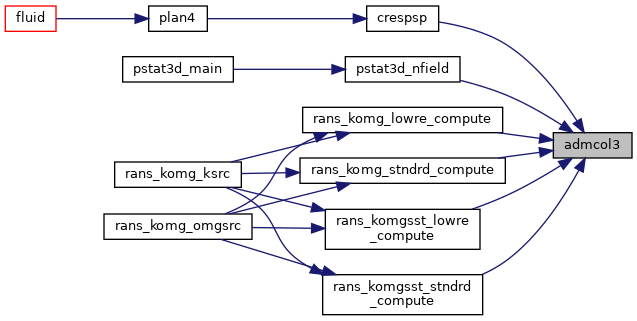 fluid
plan4
crespsp
pstat3d_main
pstat3d_nfield
rans_komg_lowre_compute
admcol3
rans_komg_ksrc
rans_komg_stndrd_compute
rans_komg_omgsrc
rans_komgsst_lowre
_compute
rans_komgsst_stndrd
_compute